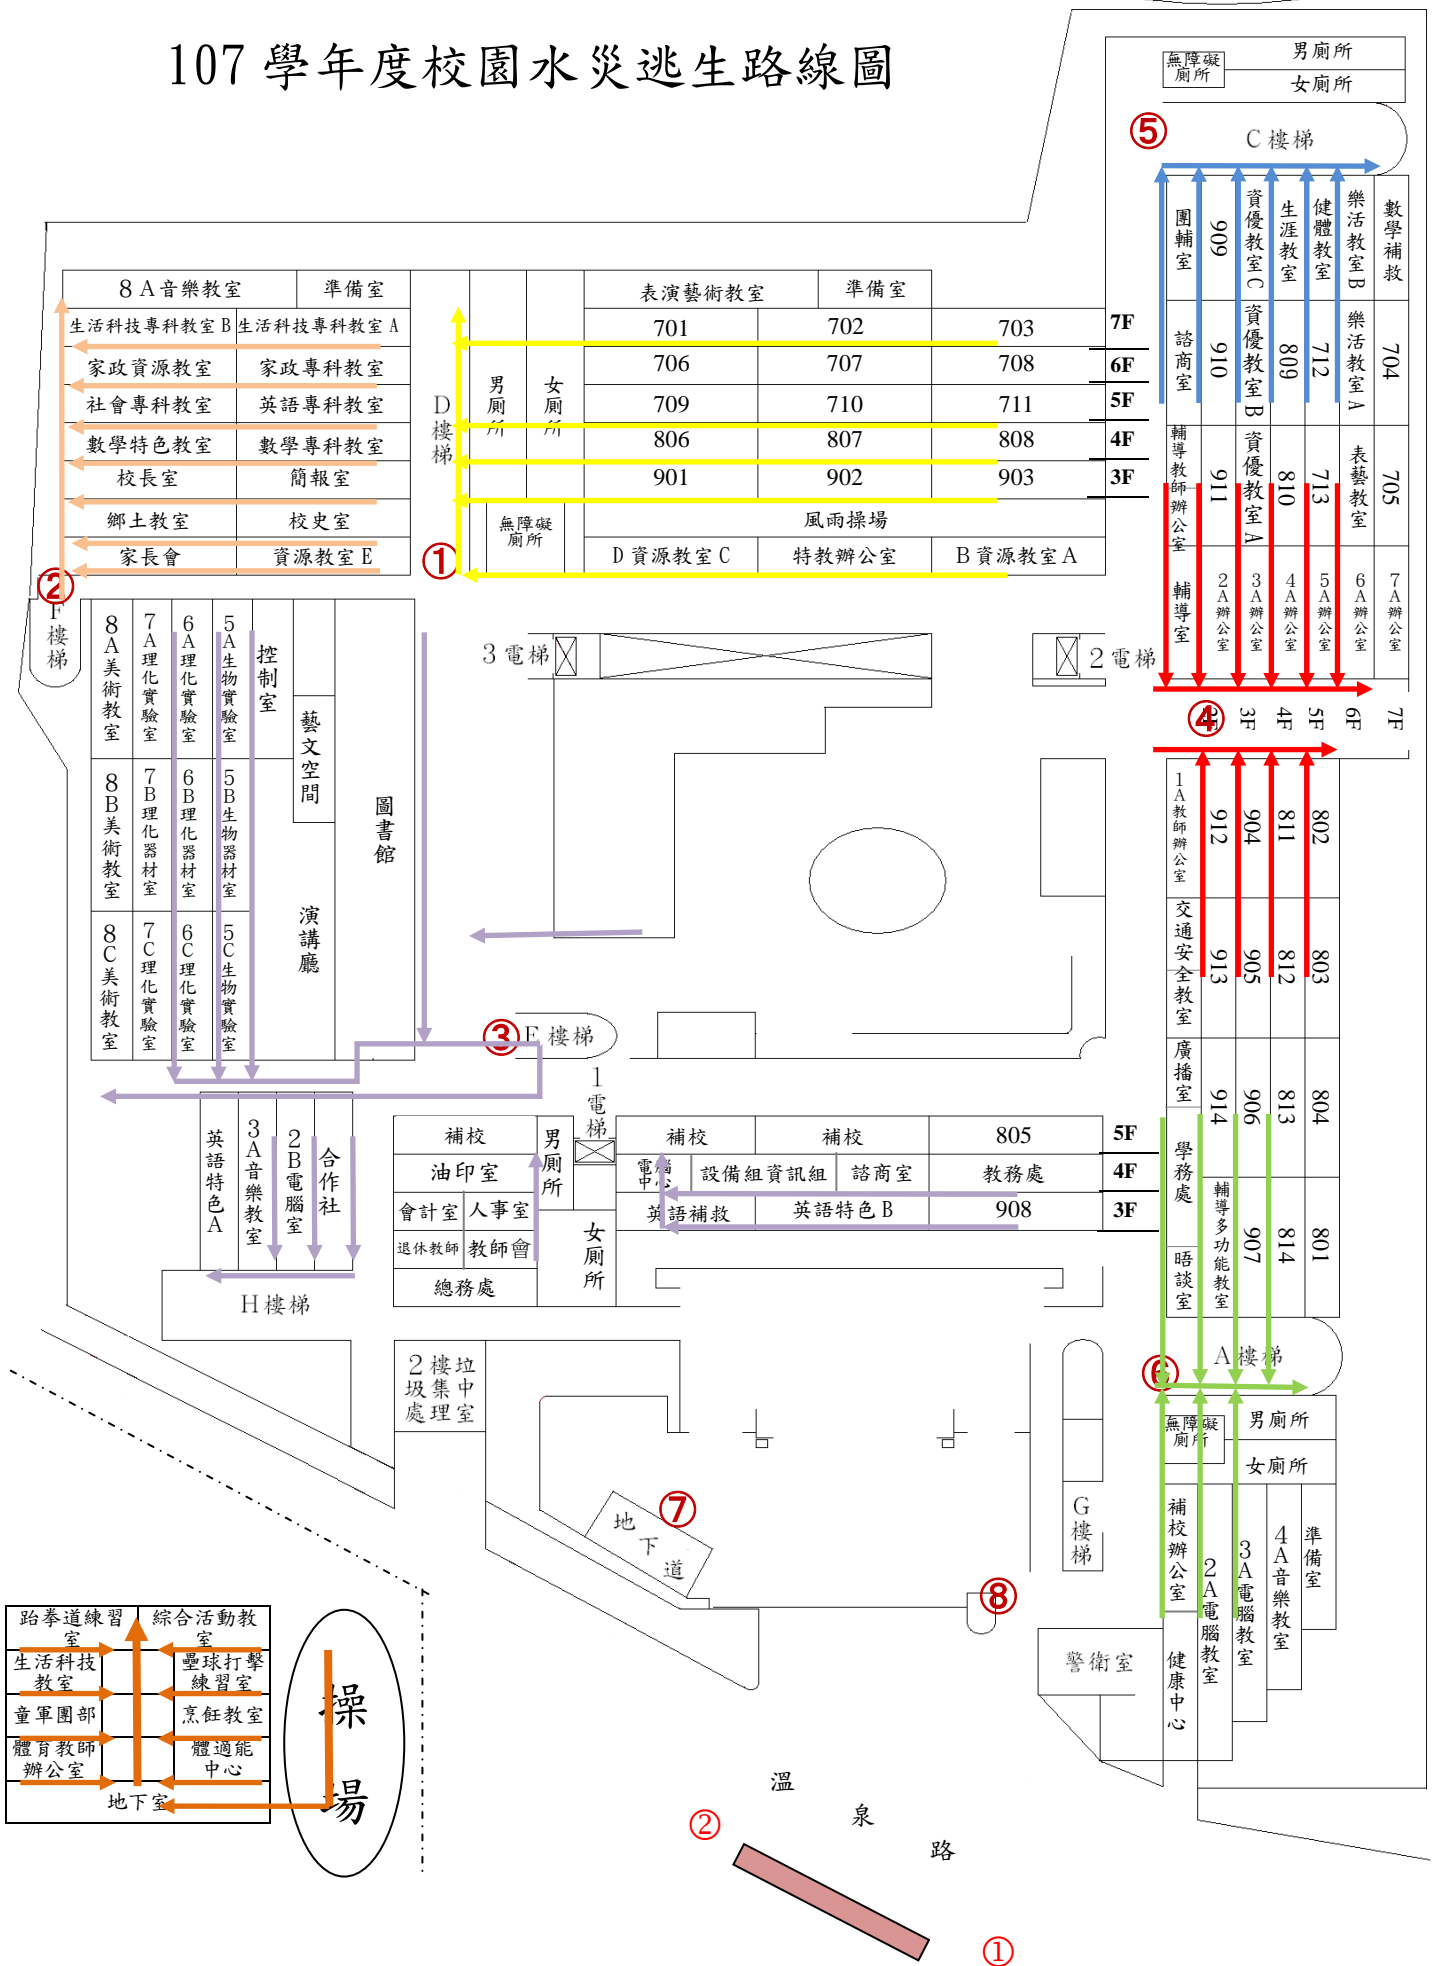 107 學年度校園水災逃生路線圖
無障礙廁所
男廁所
女廁所
⑤
C 樓梯
團輔室
909
資優教室C
生涯教室
健體教室
樂活教室B
數學補救
諮商室
910
資優教室B
809
712
樂活教室A
704
輔導教師辦公室
911
資優教室A
810
713
表藝教室
705
輔導室
2A辦公室
3A辦公室
4A辦公室
5A辦公室
6A辦公室
7A辦公室
④
3F
4F
5F
6F
7F
8A音樂教室
準備室
生活科技專科教室B
生活科技專科教室A
家政資源教室
家政專科教室
社會專科教室
英語專科教室
數學特色教室
數學專科教室
校長室
簡報室
鄉土教室
校史室
家長會
資源教室E
②
F樓梯
D樓梯
①
男廁所
女廁所
無障礙廁所
表演藝術教室
準備室
701
702
703
7F
706
707
708
6F
709
710
711
5F
806
807
808
4F
901
902
903
3F
風雨操場
D 資源教室 C
特教辦公室
B 資源教室 A
8A美術教室
7A理化實驗室
6A理化實驗室
5A生物實驗室
控制室
藝文空間
圖書館
8B美術教室
7B理化器材室
6B理化器材室
5B生物器材室
演講廳
8C美術教室
7C理化實驗室
6C理化實驗室
5C生物實驗室
3 電梯
2 電梯
③
E 樓梯
1電梯
1A教師辦公室
912
904
811
802
交通安全教室
913
905
812
803
廣播室
914
906
813
804
學務處
輔導多功能教室
907
814
801
晤談室
英語特色A
3A音樂教室
2B電腦室
合作社
H樓梯
補校
油印室
會計室
人事室
退休教師
教師會
總務處
男廁所
女廁所
補校
補校
805
5F
電腦中心
設備組資訊組
諮商室
教務處
4F
英語補救
英語特色B
908
3F
⑥
A 樓梯
無障礙廁所
男廁所
女廁所
2樓垃圾集中處理室
⑦
地下道
G樓梯
⑧
補校辦公室
2A電腦教室
3A電腦教室
4A音樂教室
準備室
警衛室
健康中心
跆拳道練習室
綜合活動教室
生活科技教室
壘球打擊練習室
童軍團部
烹飪教室
體育教師辦公室
體適能中心
地下室
操場
溫泉路
②
①